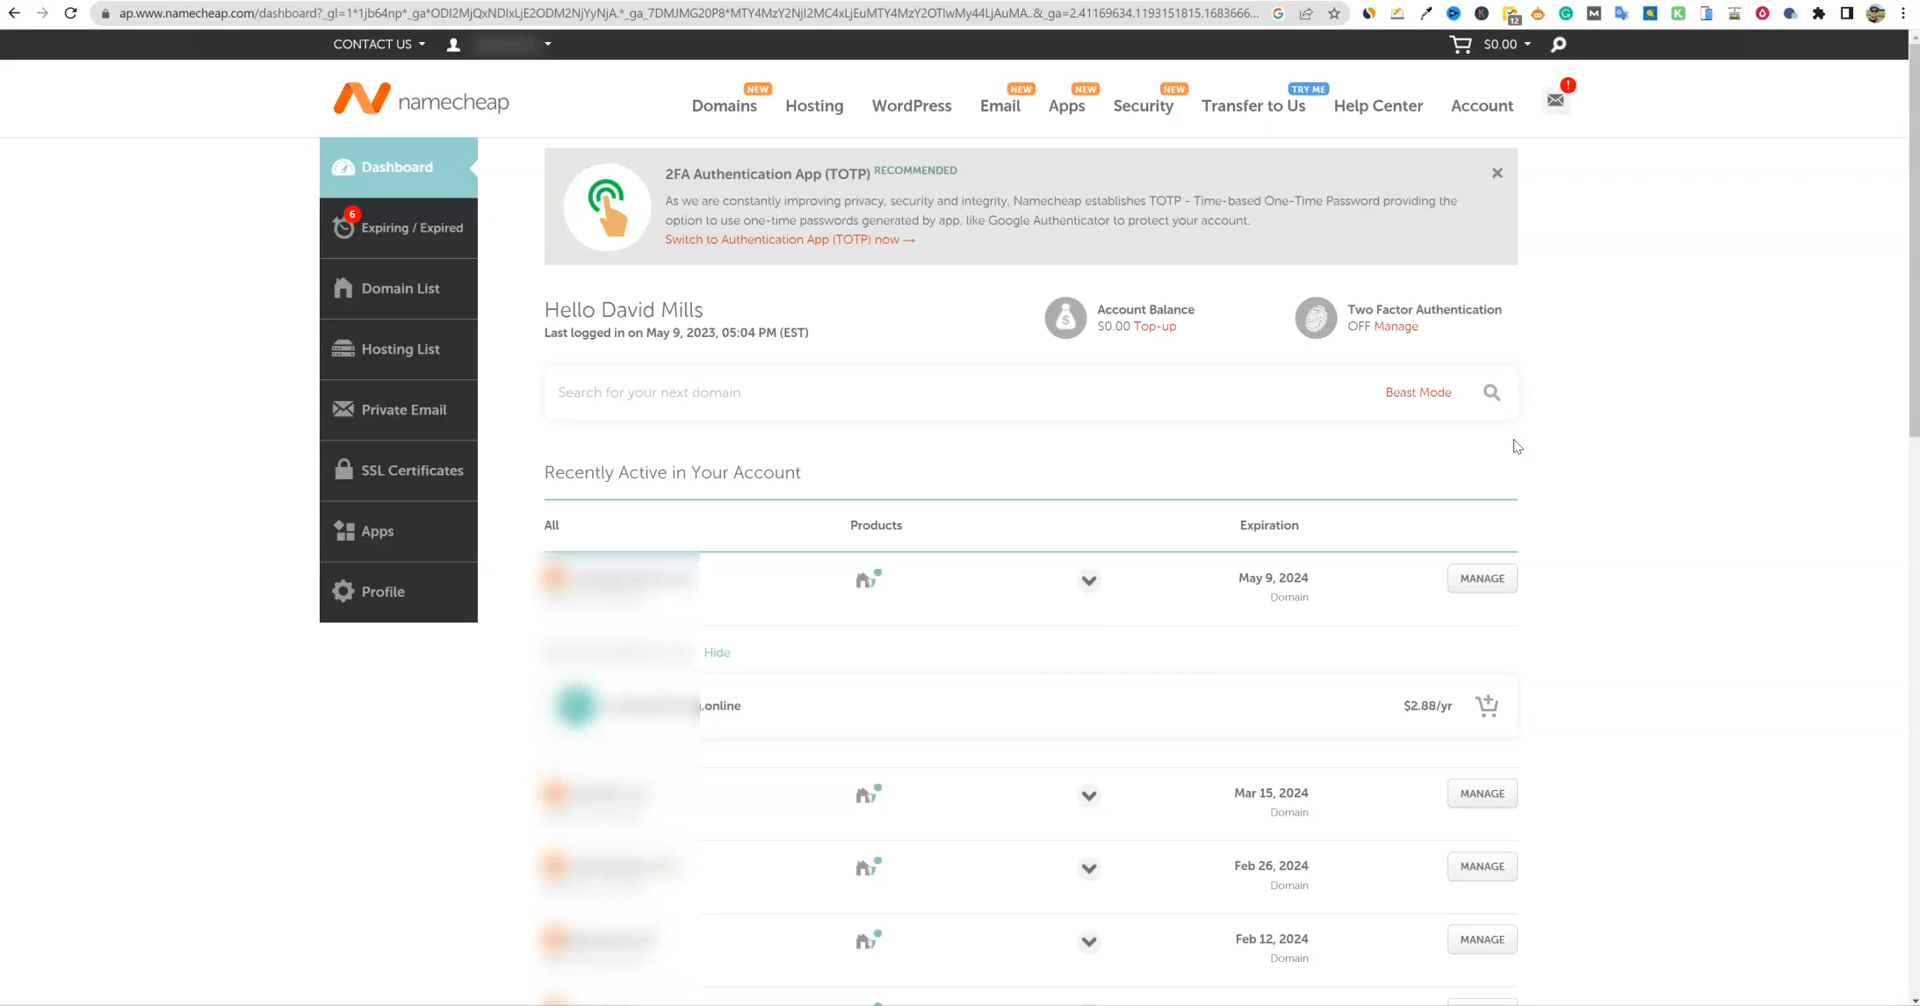 ap.www.namecheap.com/dashboard?_gl=1*1jb64np*_ga*ODI2MjQxNDIxLjE2ODM2NjYyNjA.*_ga_7DMJMG20P8*MTY4MzY2NjI2MC4xLjEuMTY4MzY2OTIwMy44LjAuMA..&_ga=2.41169634.1193151815.1683666...
12
CONTACT US
$0.00
namecheap
NEW
Domains
Hosting
WordPress
NEW
Email
NEW
Apps
NEW
Security
TRY ME
Transfer to Us
Help Center
Account
!
Dashboard
6
Expiring / Expired
Domain List
Hosting List
Private Email
SSL Certificates
Apps
Profile
2FA Authentication App (TOTP) RECOMMENDED
As we are constantly improving privacy, security and integrity, Namecheap establishes TOTP - Time-based One-Time Password providing the
option to use one-time passwords generated by app, like Google Authenticator to protect your account.
Switch to Authentication App (TOTP) now →
Hello David Mills
Last logged in on May 9, 2023, 05:04 PM (EST)
Account Balance
$0.00 Top-up
Two Factor Authentication
OFF Manage
Search for your next domain
Beast Mode
Recently Active in Your Account
All Products Expiration
May 9, 2024
Domain
MANAGE
Hide
.online
$2.88/yr
Mar 15, 2024
Domain
MANAGE
Feb 26, 2024
Domain
MANAGE
Feb 12, 2024
Domain
MANAGE